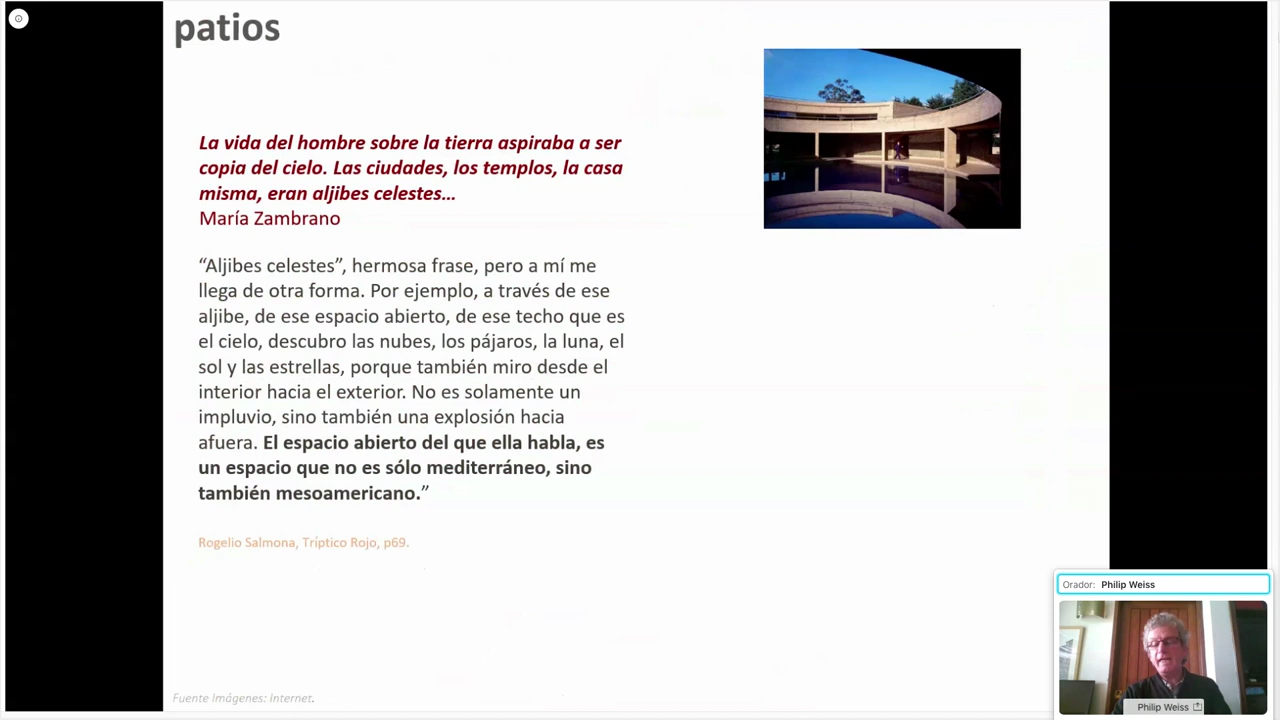 patios
La vida del hombre sobre la tierra aspiraba a ser
copia del cielo. Las ciudades, los templos, la casa
misma, eran aljibes celestes…
María Zambrano
“Aljibes celestes”, hermosa frase, pero a mí me
llega de otra forma. Por ejemplo, a través de ese
aljibe, de ese espacio abierto, de ese techo que es
el cielo, descubro las nubes, los pájaros, la luna, el
sol y las estrellas, porque también miro desde el
interior hacia el exterior. No es solamente un
impluvio, sino también una explosión hacia
afuera. El espacio abierto del que ella habla, es
un espacio que no es sólo mediterráneo, sino
también mesoamericano.”
Rogelio Salmona, Tríptico Rojo, p69.
Fuente Imágenes: Internet.
Orador: Philip Weiss
Philip Weiss